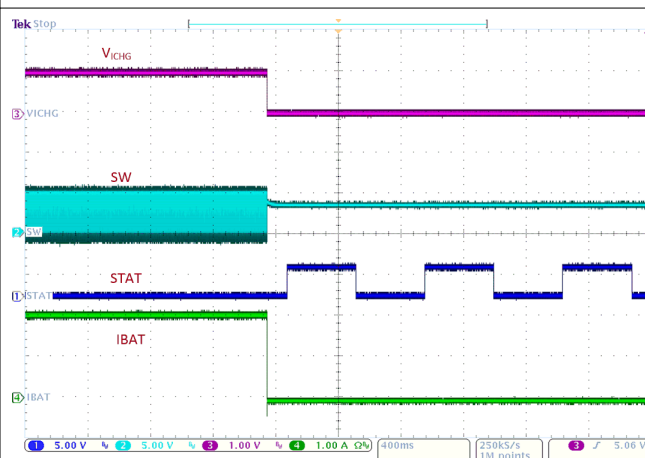 Tek Stop
VICHG
3 VICHG
SW
2 SW
STAT
1 STAT
IBAT
4 IBAT
1 5.00 V 2 5.00 V 3 1.00 V 4 1.00 A Ω 400ms 250kS/s 3 5.06 V
1M points